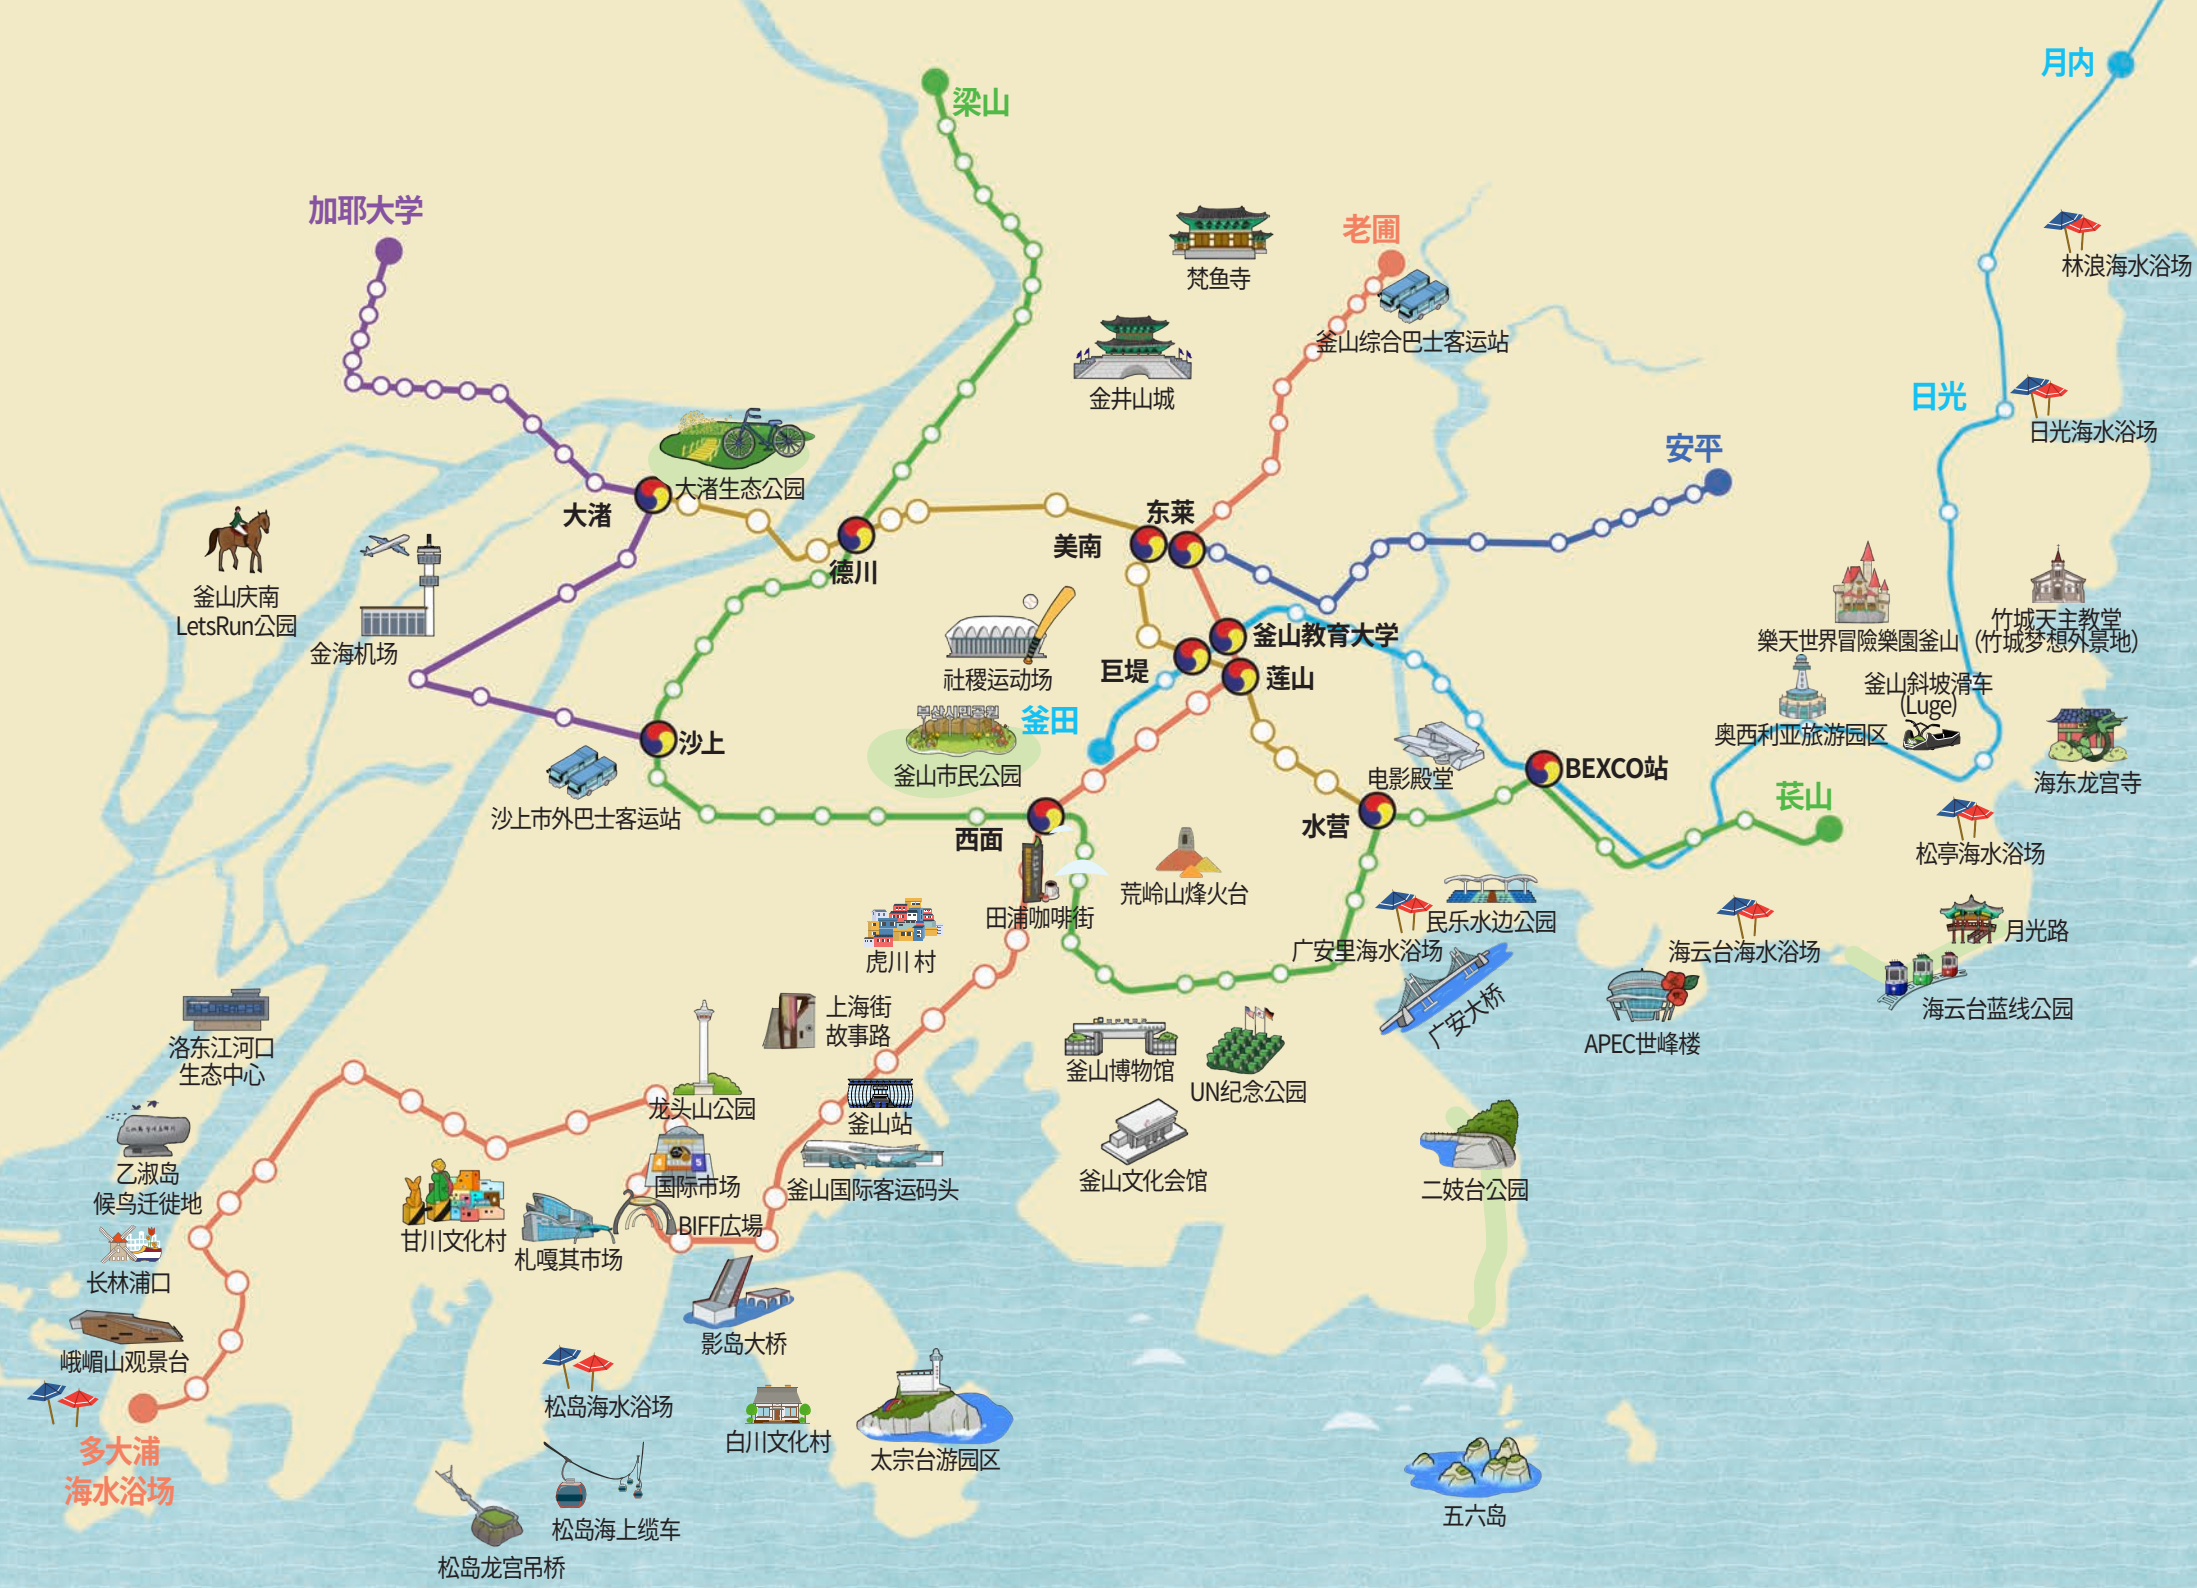 月内
梁山
加耶大学
老圃
林浪海水浴场
梵鱼寺
釜山综合巴士客运站
金井山城
日光
日光海水浴场
安平
大渚生态公园
大渚
东莱
美南
德川
釜山庆南
LetsRun公园
金海机场
釜山教育大学
巨堤
莲山
社稷运动场
부산시민공원
釜田
釜山市民公园
竹城天主教堂
(竹城梦想外景地)
樂天世界冒險樂園釜山
釜山斜坡滑车
(Luge)
奥西利亚旅游园区
海东龙宫寺
沙上
沙上市外巴士客运站
电影殿堂
BEXCO站
苌山
西面
水营
松亭海水浴场
荒岭山烽火台
田浦咖啡街
民乐水边公园
广安里海水浴场
海云台海水浴场
月光路
虎川 村
广安大桥
APEC世峰楼
海云台蓝线公园
上海街
故事路
洛东江河口
生态中心
釜山博物馆
UN纪念公园
龙头山公园
釜山站
乙淑岛
候鸟迁徙地
国际市场
釜山国际客运码头
釜山文化会馆
二妓台公园
甘川文化村
札嘎其市场
BIFF広場
长林浦口
影岛大桥
峨嵋山观景台
松岛海水浴场
白川文化村
太宗台游园区
多大浦
海水浴场
五六岛
松岛海上缆车
松岛龙宫吊桥